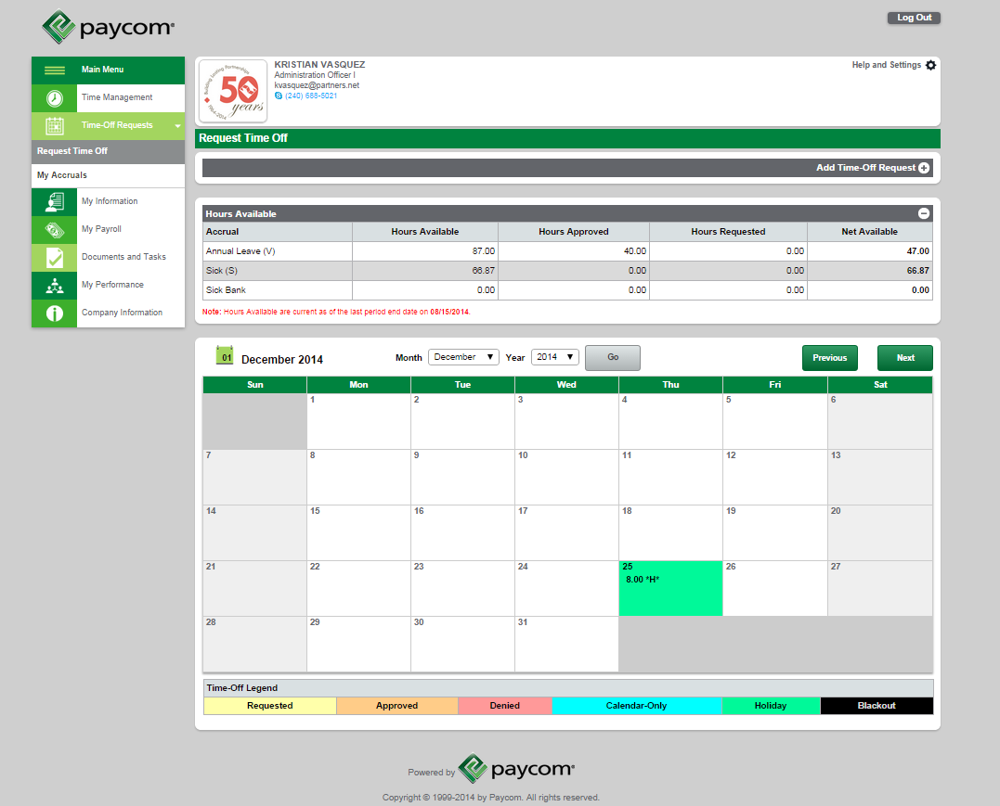 paycom
Log Out
Main Menu
Time Management
Time-Off Requests
Request Time Off
My Accruals
My Information
My Payroll
Documents and Tasks
My Performance
Company Information
Building Lasting Partnerships
50
years
1964-2014
KRISTIAN VASQUEZ
Administration Officer I
kvasquez@partners.net
(240) 688-8021
Help and Settings
Request Time Off
Add Time-Off Request
Hours Available
Accrual Hours Available Hours Approved Hours Requested Net Available
Annual Leave (V) 87.00 40.00 0.00 47.00
Sick (S) 66.87 0.00 0.00 66.87
Sick Bank 0.00 0.00 0.00 0.00
Note: Hours Available are current as of the last period end date on 08/15/2014.
01 December 2014 Month December Year 2014 Go Previous Next
Sun Mon Tue Wed Thu Fri Sat
1 2 3 4 5 6
7 8 9 10 11 12 13
14 15 16 17 18 19 20
21 22 23 24 25 26 27
8.00 *H*
28 29 30 31
Time-Off Legend
Requested Approved Denied Calendar-Only Holiday Blackout
Powered by paycom
Copyright © 1999-2014 by Paycom. All rights reserved.